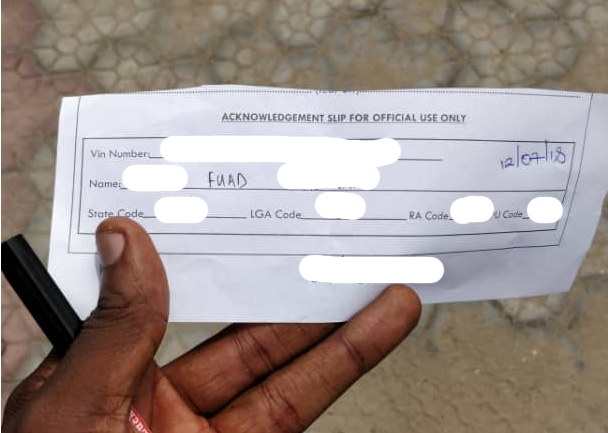 ACKNOWLEDGEMENT SLIP FOR OFFICIAL USE ONLY
12/07/18
Vin Number:
Name: FUAD
State Code LGA Code RA Code U Code